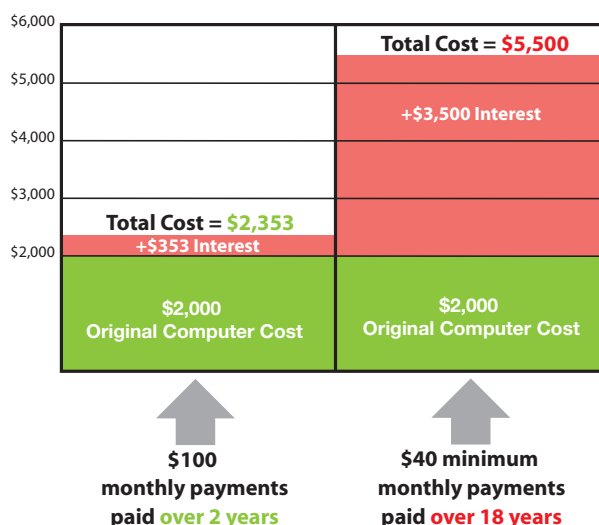 $6,000
Total Cost = $5,500
$5,000
+$3,500 Interest
$4,000
$3,000
Total Cost = $2,353
+$353 Interest
$2,000
$2,000
Original Computer Cost
$2,000
Original Computer Cost
$100
monthly payments
paid over 2 years
$40 minimum
monthly payments
paid over 18 years